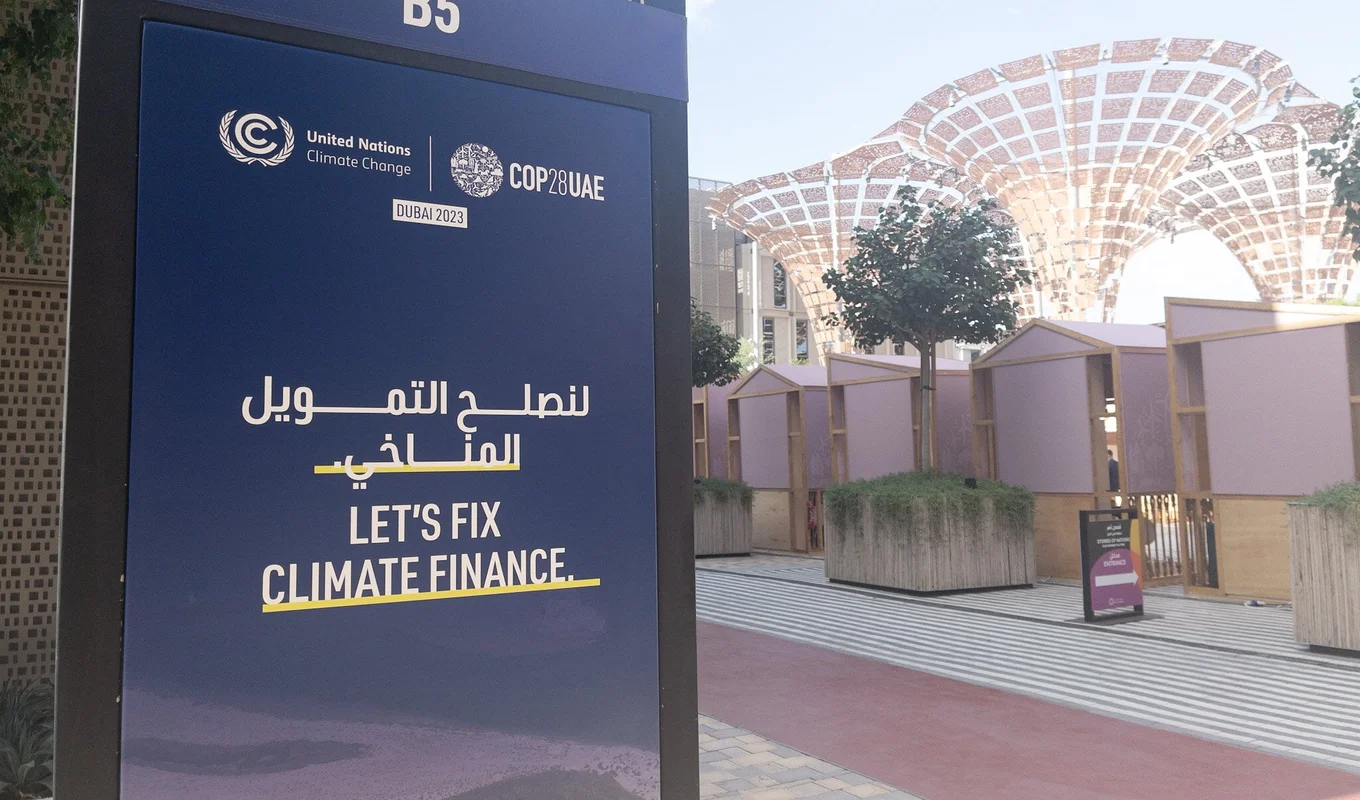 B5
United Nations
Climate Change
COP28UAE
DUBAI 2023
لنصلح التمويل
المناخي.
LET'S FIX
CLIMATE FINANCE.
ENTRANCE